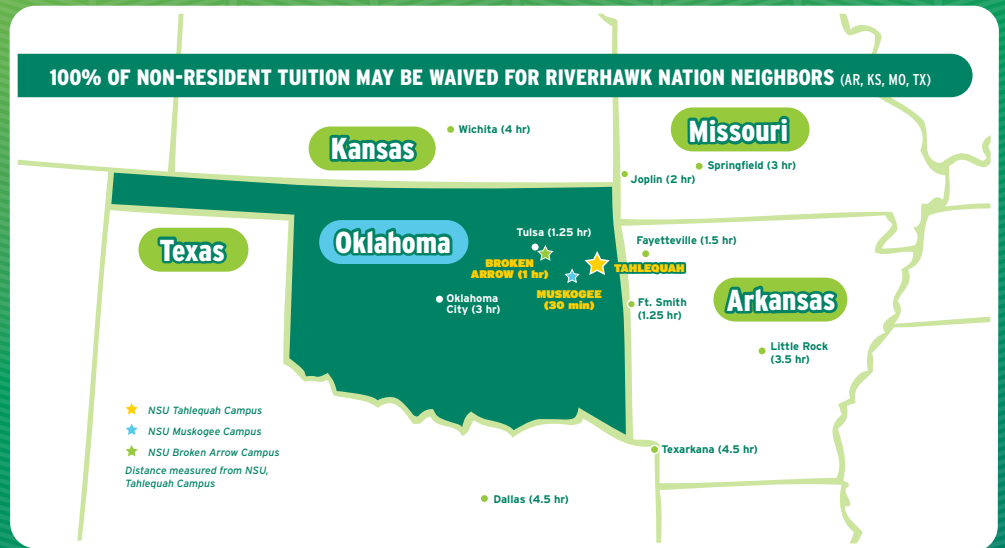 100% OF NON-RESIDENT TUITION MAY BE WAIVED FOR RIVERHAWK NATION NEIGHBORS (AR, KS, MO, TX)
Kansas
Wichita (4 hr)
Missouri
Springfield (3 hr)
Joplin (2 hr)
Texas
Oklahoma
Tulsa (1.25 hr)
BROKEN
ARROW (1 hr)
MUSKOGEE
(30 min)
TAHLEQUAH
Oklahoma
City (3 hr)
Fayetteville (1.5 hr)
Ft. Smith
(1.25 hr)
Arkansas
Little Rock
(3.5 hr)
NSU Tahlequah Campus
NSU Muskogee Campus
NSU Broken Arrow Campus
Distance measured from NSU,
Tahlequah Campus
Texarkana (4.5 hr)
Dallas (4.5 hr)